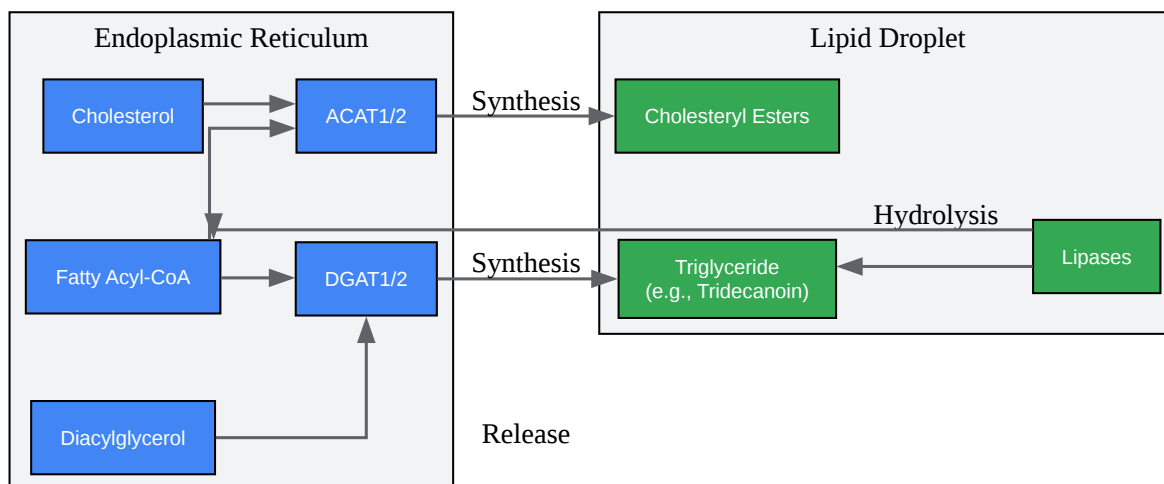 Endoplasmic Reticulum
Lipid Droplet
Cholesterol
ACAT1/2
Synthesis
Cholesteryl Esters
Hydrolysis
Fatty Acyl-CoA
DGAT1/2
Synthesis
Triglyceride
(e.g., Tridecanoin)
Lipases
Diacylglycerol
Release